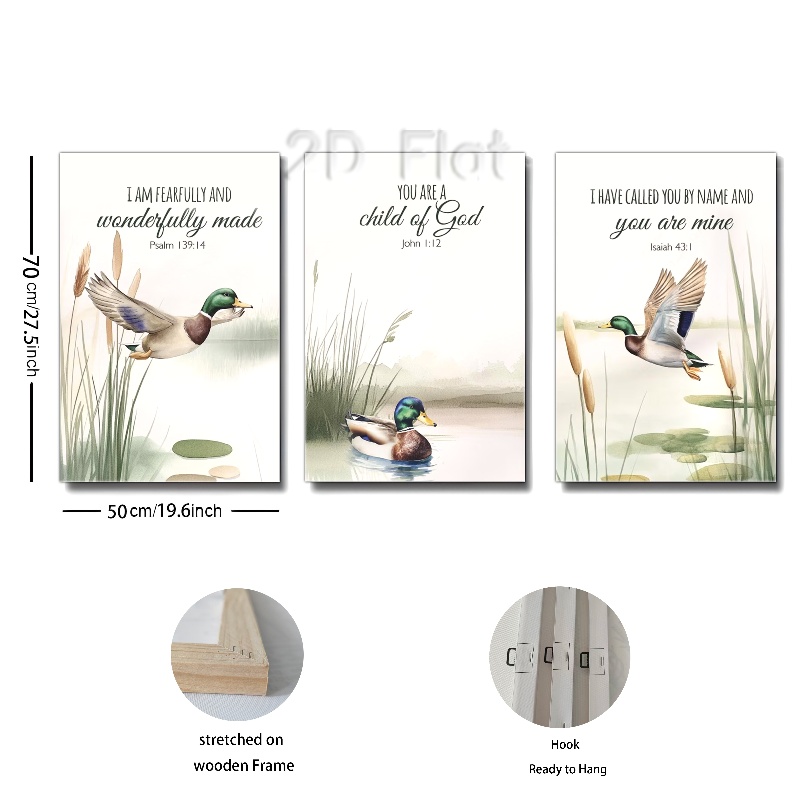 2D Flat
I AM FEARFULLY AND
wonderfully made
Psalm 139:14
YOU ARE A
child of God
John 1:12
I HAVE CALLED YOU BY NAME AND
you are mine
Isaiah 43:1
70 cm/27.5inch
50cm/19.6inch
stretched on
wooden Frame
Hook
Ready to Hang